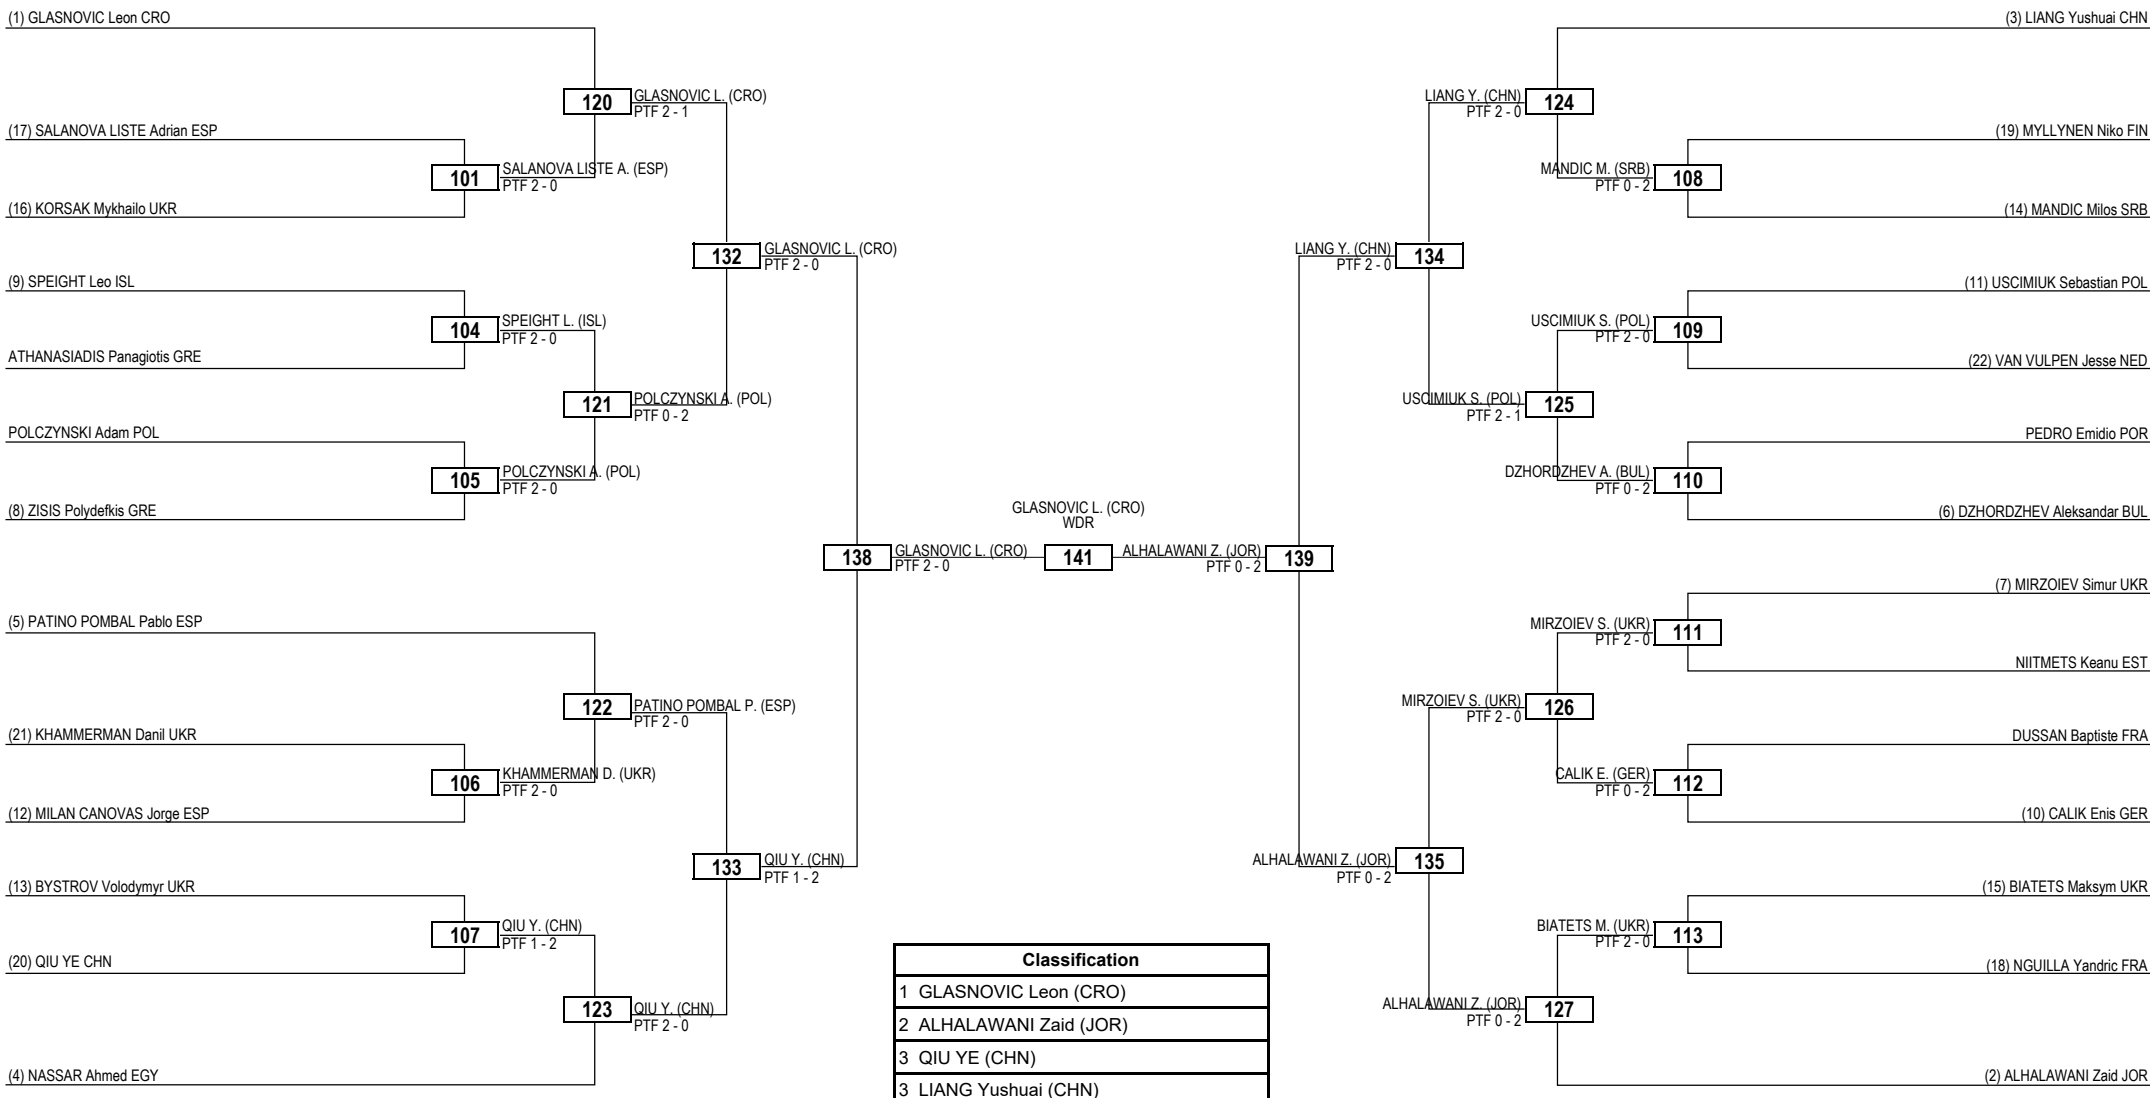 (1) GLASNOVIC Leon CRO
(3) LIANG Yushuai CHN
120
GLASNOVIC L. (CRO)
PTF 2 - 1
LIANG Y. (CHN)
PTF 2 - 0
124
(17) SALANOVA LISTE Adrian ESP
(19) MYLLYNEN Niko FIN
101
SALANOVA LISTE A. (ESP)
PTF 2 - 0
MANDIC M. (SRB)
PTF 0 - 2
108
(16) KORSAK Mykhailo UKR
(14) MANDIC Milos SRB
132
GLASNOVIC L. (CRO)
PTF 2 - 0
LIANG Y. (CHN)
PTF 2 - 0
134
(9) SPEIGHT Leo ISL
(11) USCIMIUK Sebastian POL
104
SPEIGHT L. (ISL)
PTF 2 - 0
USCIMIUK S. (POL)
PTF 2 - 0
109
ATHANASIADIS Panagiotis GRE
(22) VAN VULPEN Jesse NED
121
POLCZYNSKI A. (POL)
PTF 0 - 2
USCIMIUK S. (POL)
PTF 2 - 1
125
POLCZYNSKI Adam POL
PEDRO Emidio POR
105
POLCZYNSKI A. (POL)
PTF 2 - 0
DZHORDZHEV A. (BUL)
PTF 0 - 2
110
(8) ZISIS Polydefkis GRE
(6) DZHORDZHEV Aleksandar BUL
GLASNOVIC L. (CRO)
WDR
138
GLASNOVIC L. (CRO)
PTF 2 - 0
141
ALHALAWANI Z. (JOR)
PTF 0 - 2
139
(7) MIRZOIEV Simur UKR
(5) PATINO POMBAL Pablo ESP
MIRZOIEV S. (UKR)
PTF 2 - 0
111
NIITMETS Keanu EST
122
PATINO POMBAL P. (ESP)
PTF 2 - 0
MIRZOIEV S. (UKR)
PTF 2 - 0
126
(21) KHAMMERMAN Danil UKR
DUSSAN Baptiste FRA
106
KHAMMERMAN D. (UKR)
PTF 2 - 0
CALIK E. (GER)
PTF 0 - 2
112
(12) MILAN CANOVAS Jorge ESP
(10) CALIK Enis GER
133
QIU Y. (CHN)
PTF 1 - 2
ALHALAWANI Z. (JOR)
PTF 0 - 2
135
(13) BYSTROV Volodymyr UKR
(15) BIATETS Maksym UKR
107
QIU Y. (CHN)
PTF 1 - 2
BIATETS M. (UKR)
PTF 2 - 0
113
(20) QIU YE CHN
(18) NGUILLA Yandric FRA
123
QIU Y. (CHN)
PTF 2 - 0
ALHALAWANI Z. (JOR)
PTF 0 - 2
127
(4) NASSAR Ahmed EGY
(2) ALHALAWANI Zaid JOR
Classification
1 GLASNOVIC Leon (CRO)
2 ALHALAWANI Zaid (JOR)
3 QIU YE (CHN)
3 LIANG Yushuai (CHN)